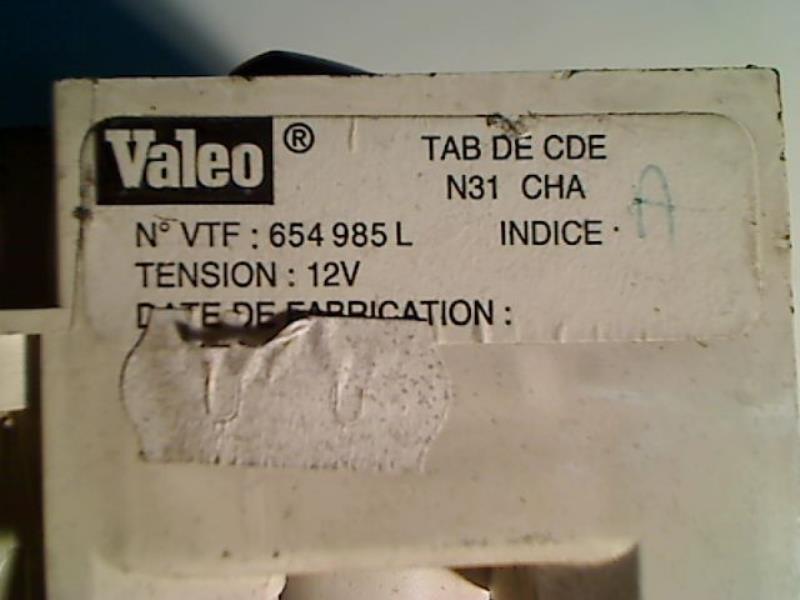 Valeo ®
TAB DE CDE
N31 CHA
N° VTF : 654 985 L
INDICE : A
TENSION : 12V
DATE DE FABRICATION :